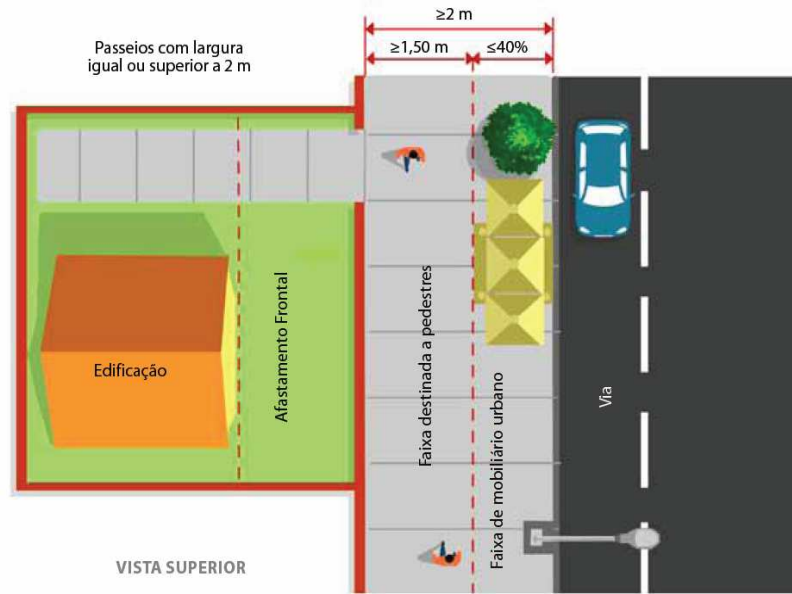 ≥2 m
Passeios com largura
igual ou superior a 2 m
≥1,50 m
≤40%
Edificação
Afastamento Frontal
Faixa destinada a pedestres
Faixa de mobiliário urbano
Via
VISTA SUPERIOR